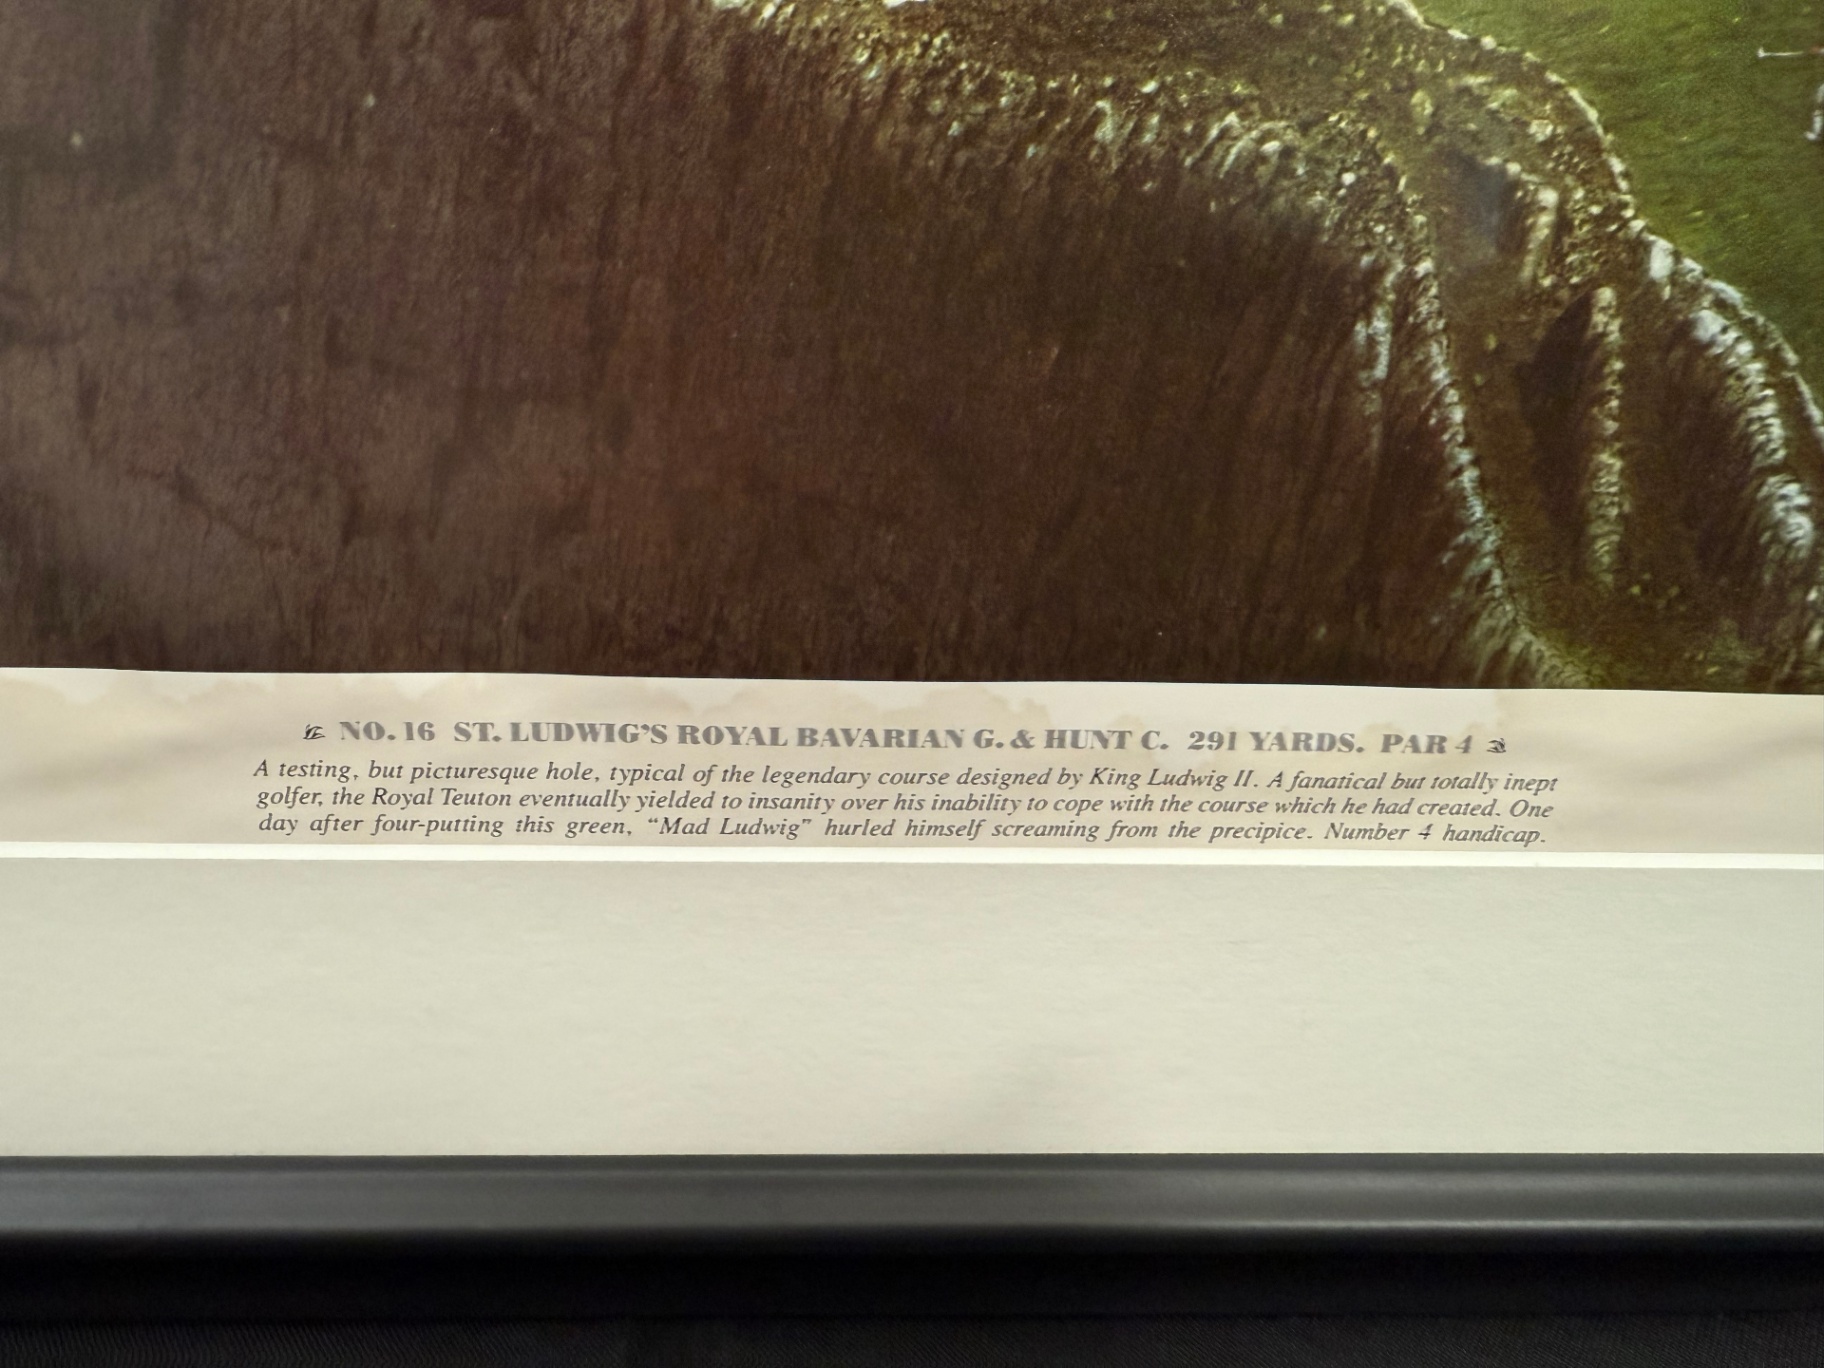 NO. 16 ST. LUDWIG'S ROYAL BAVARIAN G. & HUNT C. 291 YARDS. PAR 4
A testing, but picturesque hole, typical of the legendary course designed by King Ludwig II. A fanatical but totally inept
golfer, the Royal Teuton eventually yielded to insanity over his inability to cope with the course which he had created. One
day after four-putting this green, “Mad Ludwig” hurled himself screaming from the precipice. Number 4 handicap.